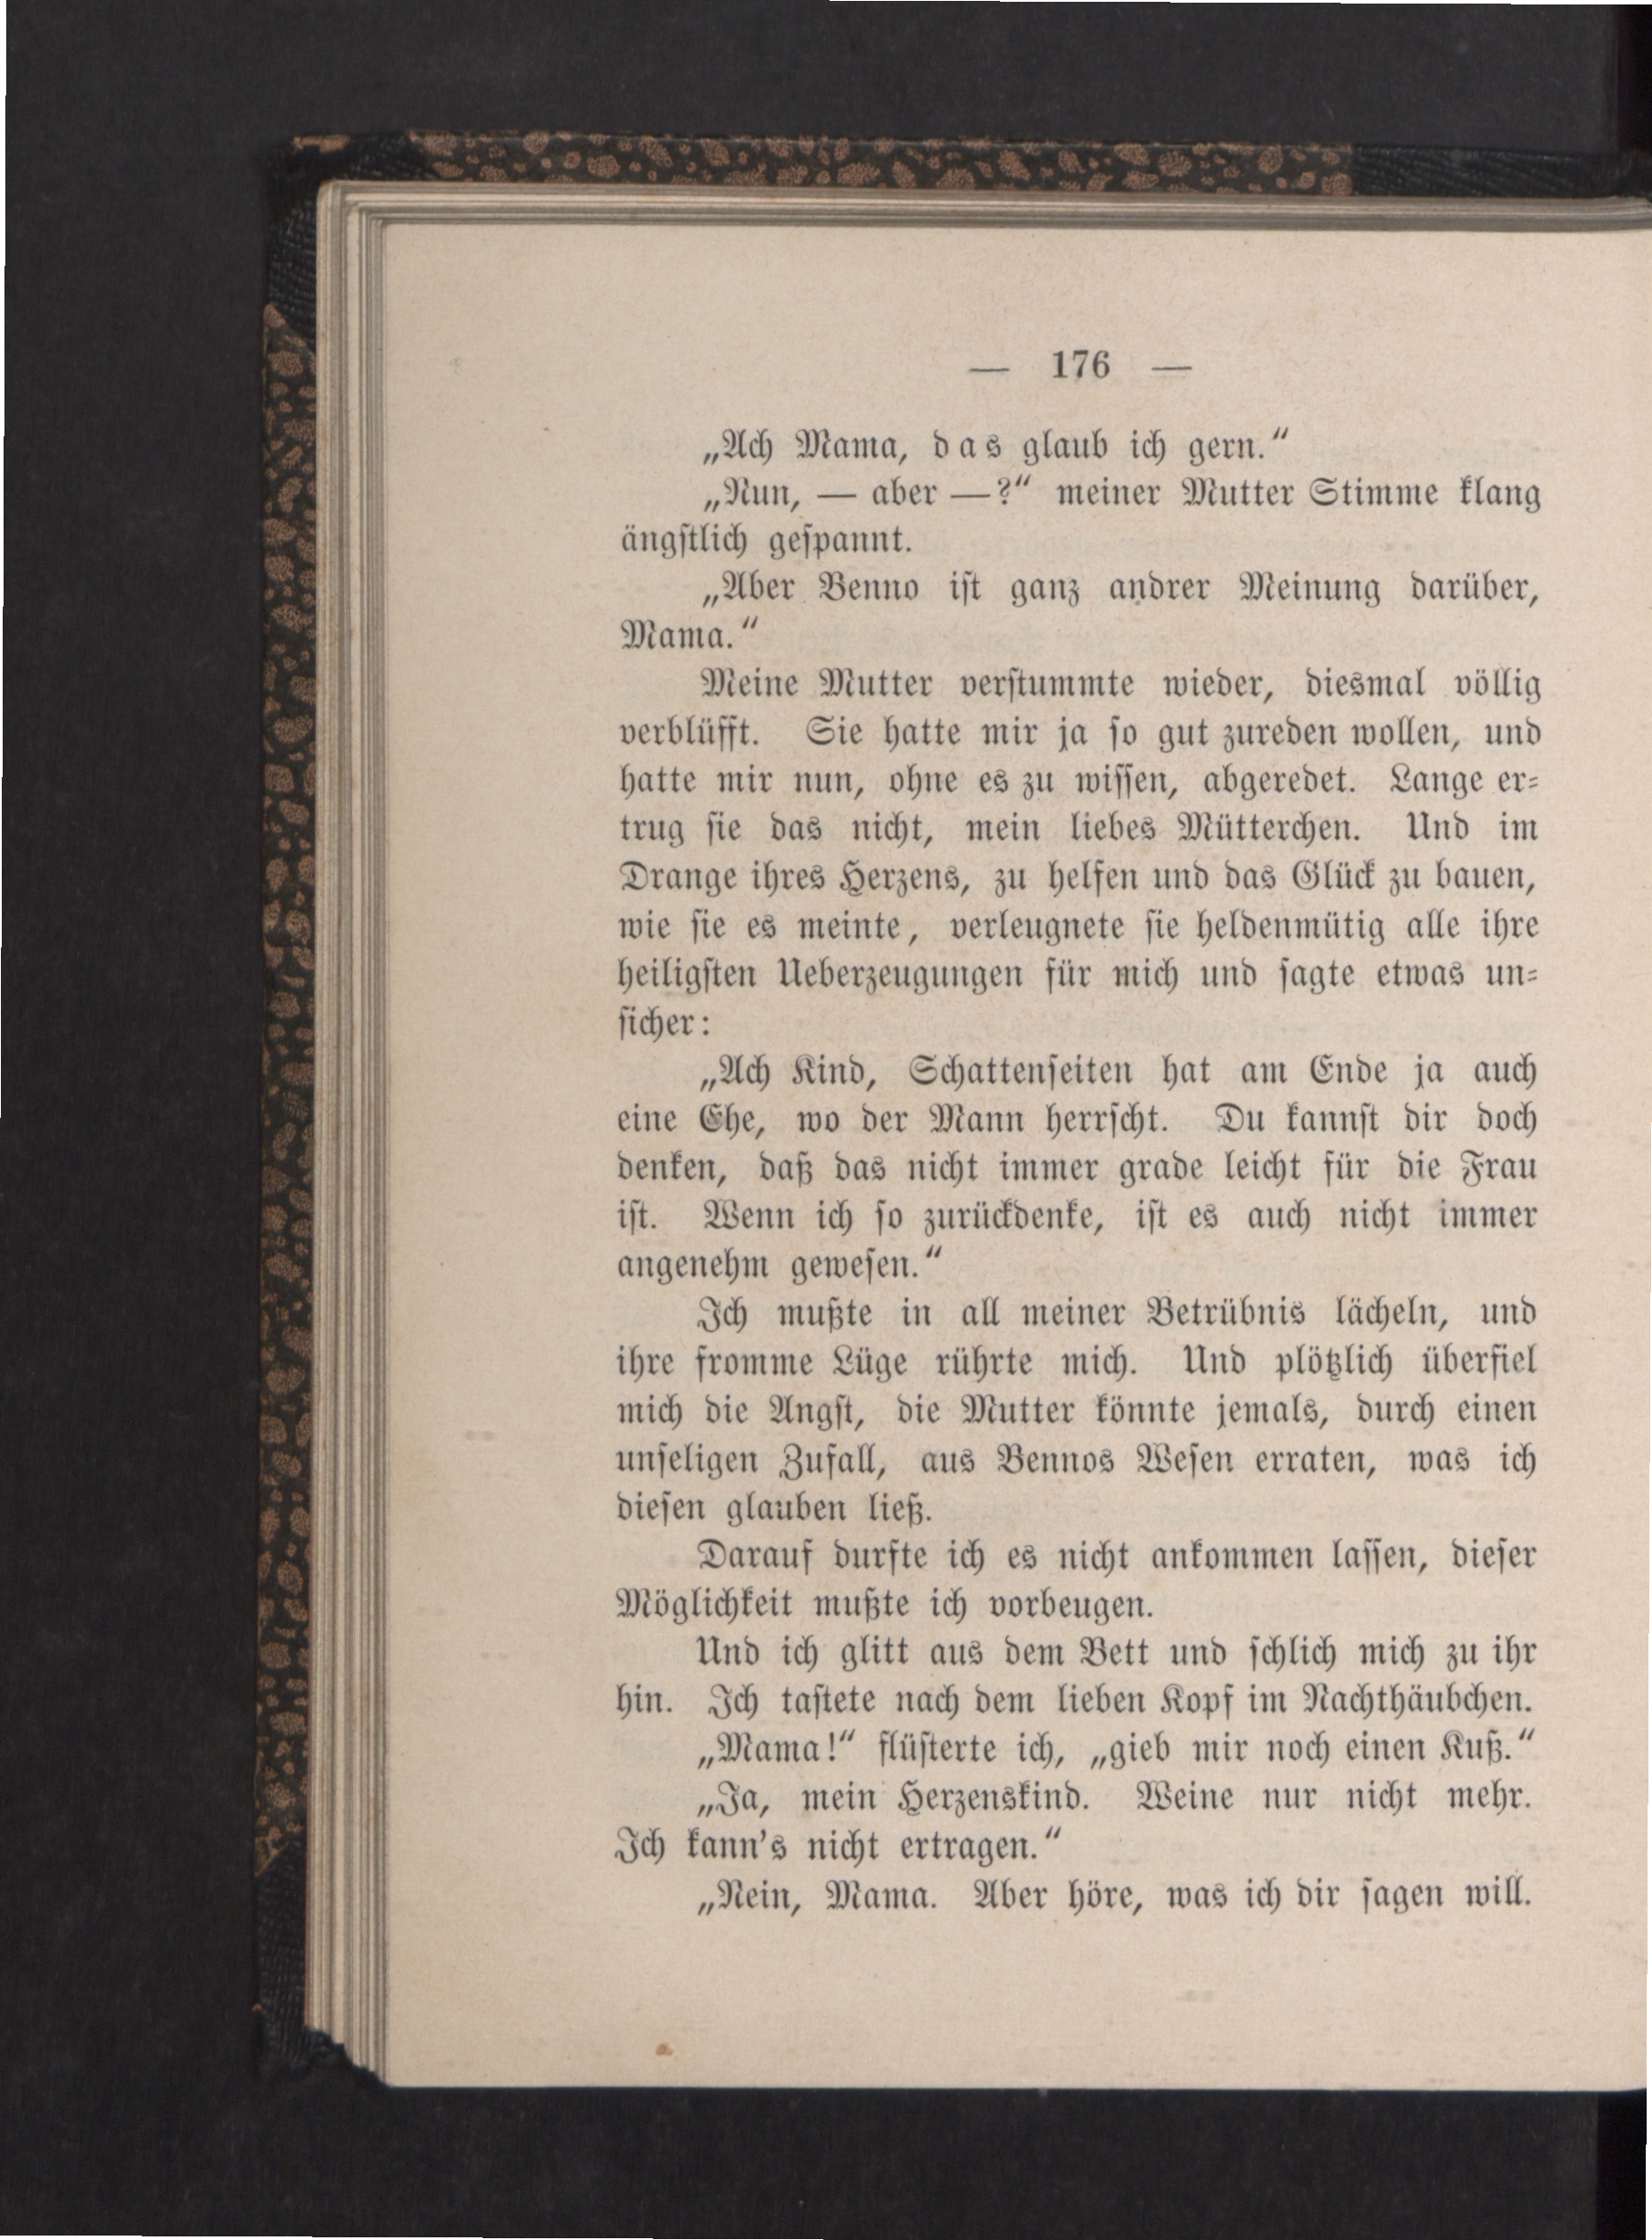 — 176 —
„Ach Mama, das glaub ich gern.“
„Nun, — aber —?“ meiner Mutter Stimme klang
ängstlich gespannt.
„Aber Benno ist ganz andrer Meinung darüber,
Mama.“
Meine Mutter verstummte wieder, diesmal völlig
verblüfft. Sie hatte mir ja so gut zureden wollen, und
hatte mir nun, ohne es zu wissen, abgeredet. Lange er-
trug sie das nicht, mein liebes Mütterchen. Und im
Drange ihres Herzens, zu helfen und das Glück zu bauen,
wie sie es meinte, verleugnete sie heldenmütig alle ihre
heiligsten Ueberzeugungen für mich und sagte etwas un-
sicher:
„Ach Kind, Schattenseiten hat am Ende ja auch
eine Ehe, wo der Mann herrscht. Du kannst dir doch
denken, daß das nicht immer grade leicht für die Frau
ist. Wenn ich so zurückdenke, ist es auch nicht immer
angenehm gewesen.“
Ich mußte in all meiner Betrübnis lächeln, und
ihre fromme Lüge rührte mich. Und plötzlich überfiel
mich die Angst, die Mutter könnte jemals, durch einen
unseligen Zufall, aus Bennos Wesen erraten, was ich
diesen glauben ließ.
Darauf durfte ich es nicht ankommen lassen, dieser
Möglichkeit mußte ich vorbeugen.
Und ich glitt aus dem Bett und schlich mich zu ihr
hin. Ich tastete nach dem lieben Kopf im Nachthäubchen.
„Mama!“ flüsterte ich, „gieb mir noch einen Kuß.“
„Ja, mein Herzenskind. Weine nur nicht mehr.
Ich kann's nicht ertragen.“
„Nein, Mama. Aber höre, was ich dir sagen will.